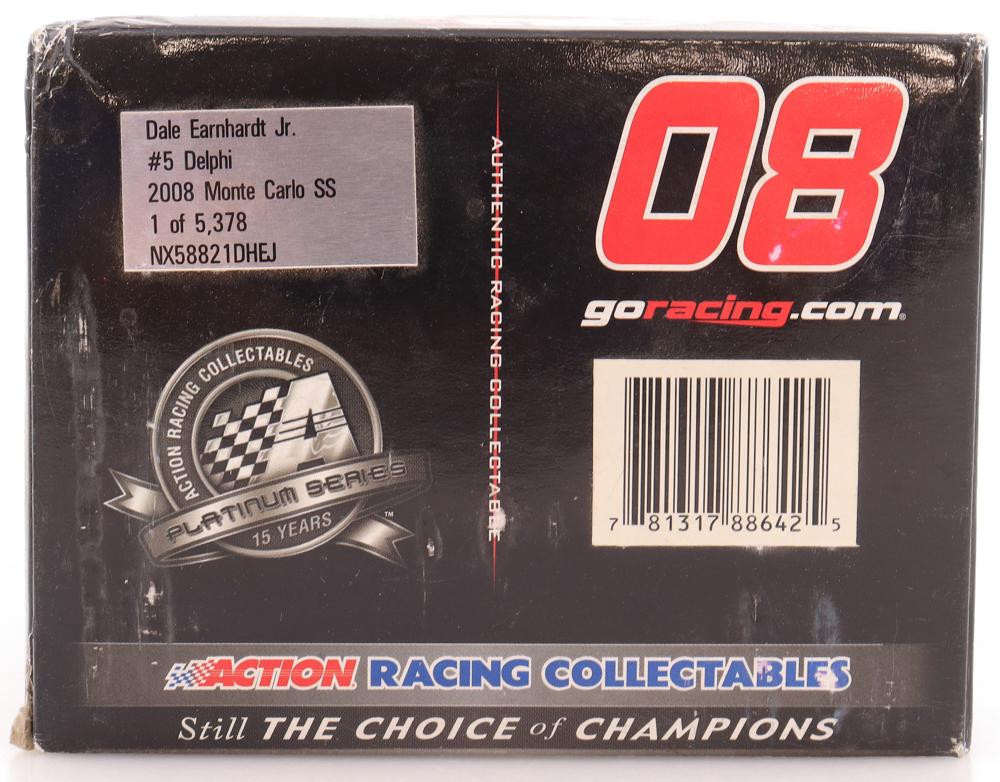 Dale Earnhardt Jr.
#5 Delphi
2008 Monte Carlo SS
1 of 5,378
NX58821DHEJ
ACTION RACING COLLECTABLES
PLATINUM SERIES
™
15 YEARS
AUTHENTIC RACING COLLECTABLE
08
goracing.com®
7 81317 88642 5
ACTION RACING COLLECTABLES
Still THE CHOICE of CHAMPIONS